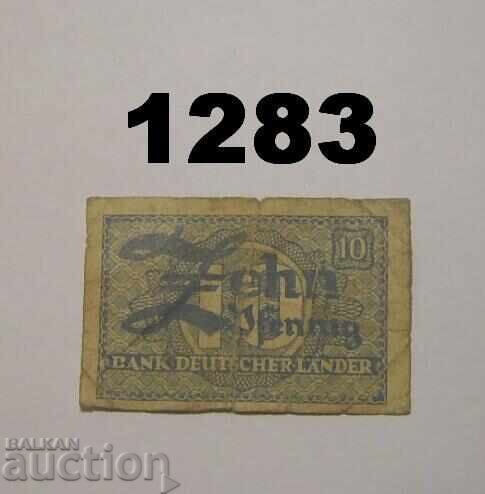 1283
10
Zehn
Pfennig
BANK DEUTSCHER LÄNDER
BALKAN
auction